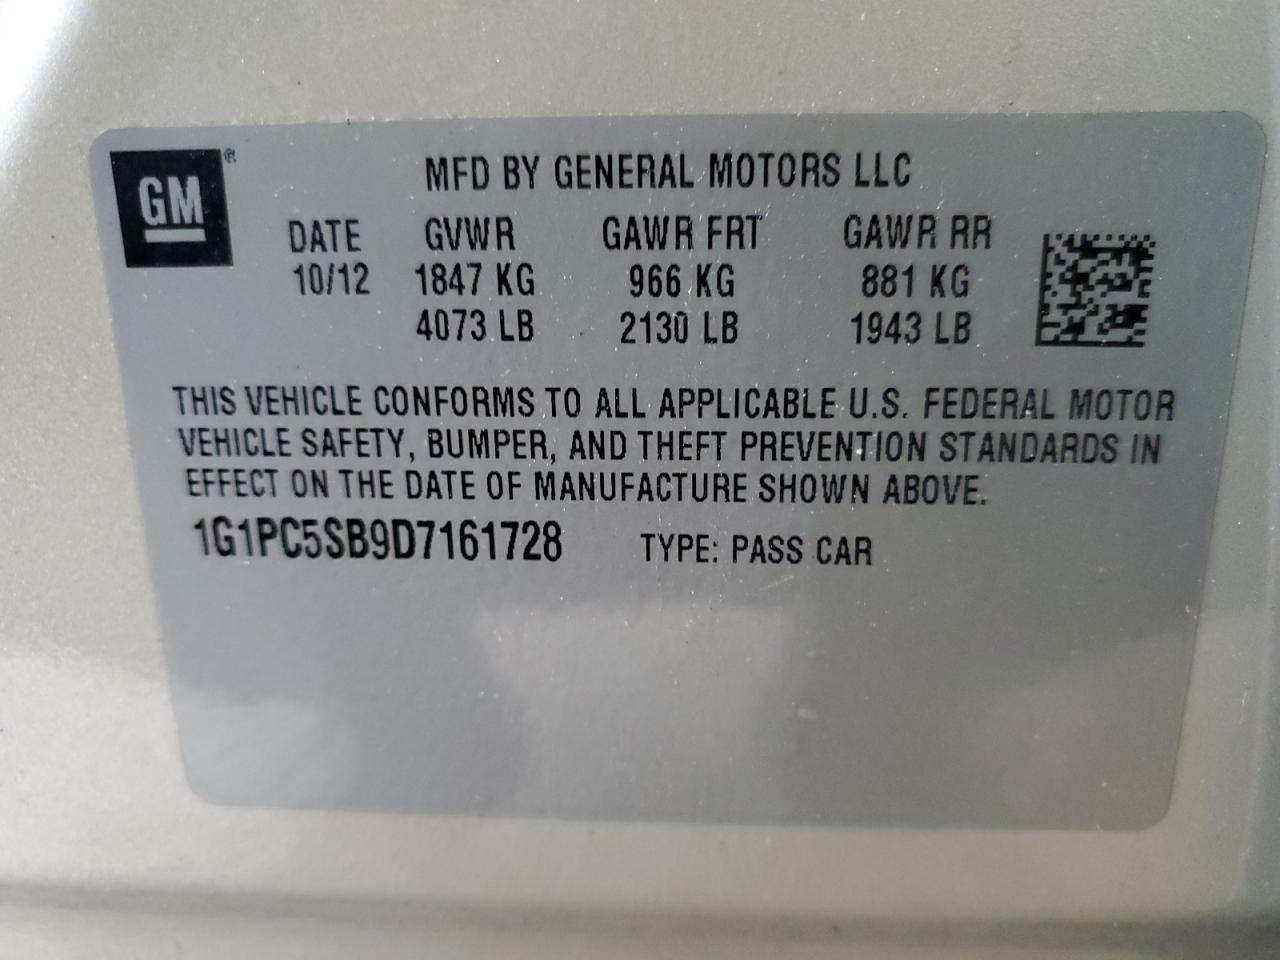 GM®
MFD BY GENERAL MOTORS LLC
DATE GVWR GAWR FRT GAWR RR
10/12 1847 KG 966 KG 881 KG
4073 LB 2130 LB 1943 LB
THIS VEHICLE CONFORMS TO ALL APPLICABLE U.S. FEDERAL MOTOR
VEHICLE SAFETY, BUMPER, AND THEFT PREVENTION STANDARDS IN
EFFECT ON THE DATE OF MANUFACTURE SHOWN ABOVE.
1G1PC5SB9D7161728 TYPE: PASS CAR